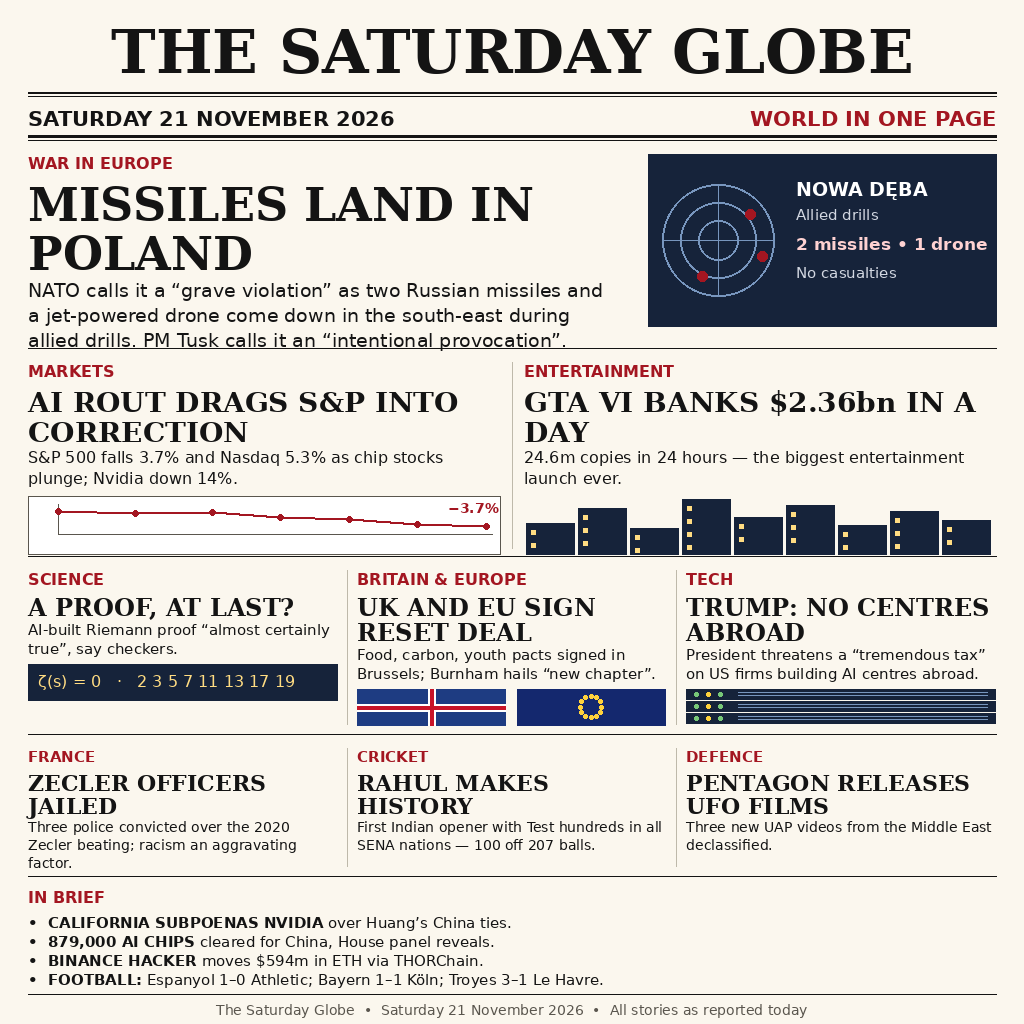 THE SATURDAY GLOBE
SATURDAY 21 NOVEMBER 2026
WORLD IN ONE PAGE
WAR IN EUROPE
MISSILES LAND IN
POLAND
NATO calls it a “grave violation” as two Russian missiles and
a jet-powered drone come down in the south-east during
allied drills. PM Tusk calls it an “intentional provocation”.
NOWA DĘBA
Allied drills
2 missiles • 1 drone
No casualties
MARKETS
AI ROUT DRAGS S&P INTO
CORRECTION
S&P 500 falls 3.7% and Nasdaq 5.3% as chip stocks
plunge; Nvidia down 14%.
−3.7%
ENTERTAINMENT
GTA VI BANKS $2.36bn IN A
DAY
24.6m copies in 24 hours — the biggest entertainment
launch ever.
SCIENCE
A PROOF, AT LAST?
AI-built Riemann proof “almost certainly
true”, say checkers.
ζ(s) = 0 · 2 3 5 7 11 13 17 19
BRITAIN & EUROPE
UK AND EU SIGN
RESET DEAL
Food, carbon, youth pacts signed in
Brussels; Burnham hails “new chapter”.
TECH
TRUMP: NO CENTRES
ABROAD
President threatens a “tremendous tax”
on US firms building AI centres abroad.
FRANCE
ZECLER OFFICERS
JAILED
Three police convicted over the 2020
Zecler beating; racism an aggravating
factor.
CRICKET
RAHUL MAKES
HISTORY
First Indian opener with Test hundreds in all
SENA nations — 100 off 207 balls.
DEFENCE
PENTAGON RELEASES
UFO FILMS
Three new UAP videos from the Middle East
declassified.
IN BRIEF
• CALIFORNIA SUBPOENAS NVIDIA over Huang’s China ties.
• 879,000 AI CHIPS cleared for China, House panel reveals.
• BINANCE HACKER moves $594m in ETH via THORChain.
• FOOTBALL: Espanyol 1–0 Athletic; Bayern 1–1 Köln; Troyes 3–1 Le Havre.
The Saturday Globe • Saturday 21 November 2026 • All stories as reported today